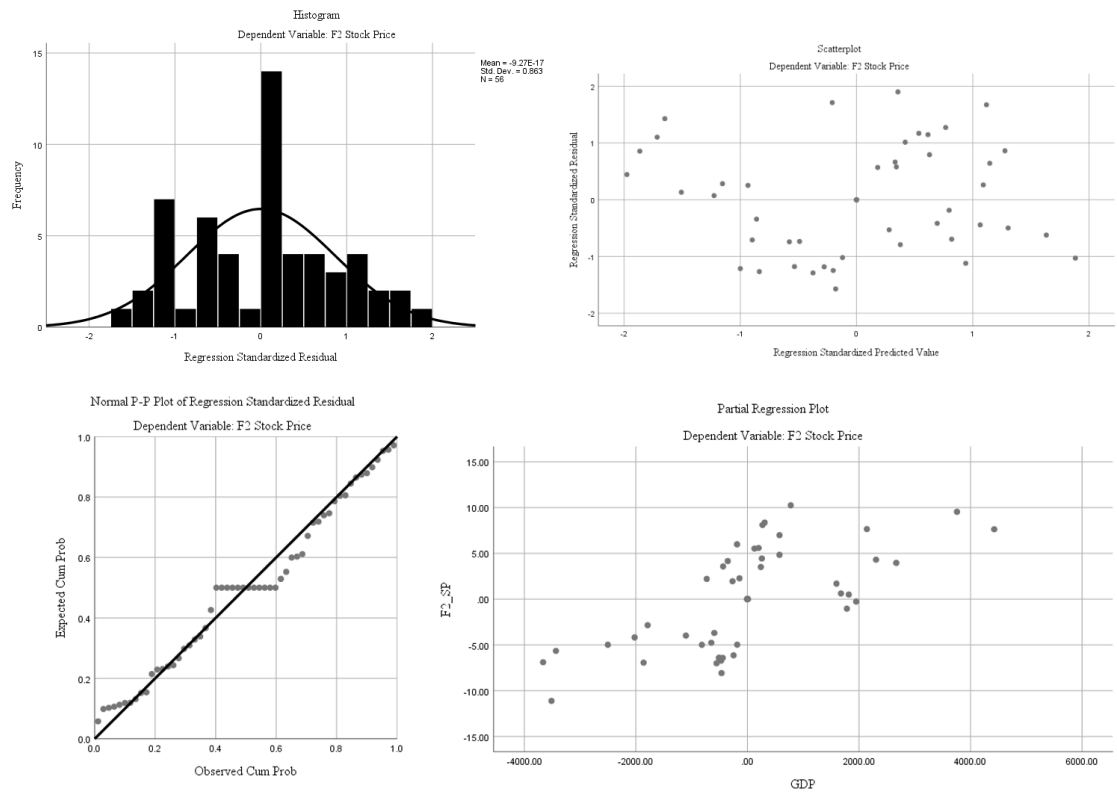 Histogram
Dependent Variable: F2 Stock Price
Mean = -9.27E-17
Std. Dev. = 0.863
N = 56
15
10
5
0
-2
-1
0
1
2
Frequency
Regression Standardized Residual
Scatterplot
Dependent Variable: F2 Stock Price
2
1
0
-1
-2
-2
-1
0
1
2
Regression Standardized Residual
Regression Standardized Predicted Value
Normal P-P Plot of Regression Standardized Residual
Dependent Variable: F2 Stock Price
1.0
0.8
0.6
0.4
0.2
0.0
0.0
0.2
0.4
0.6
0.8
1.0
Expected Cum Prob
Observed Cum Prob
Partial Regression Plot
Dependent Variable: F2 Stock Price
15.00
10.00
5.00
.00
-5.00
-10.00
-15.00
-4000.00
-2000.00
.00
2000.00
4000.00
6000.00
F2_SP
GDP